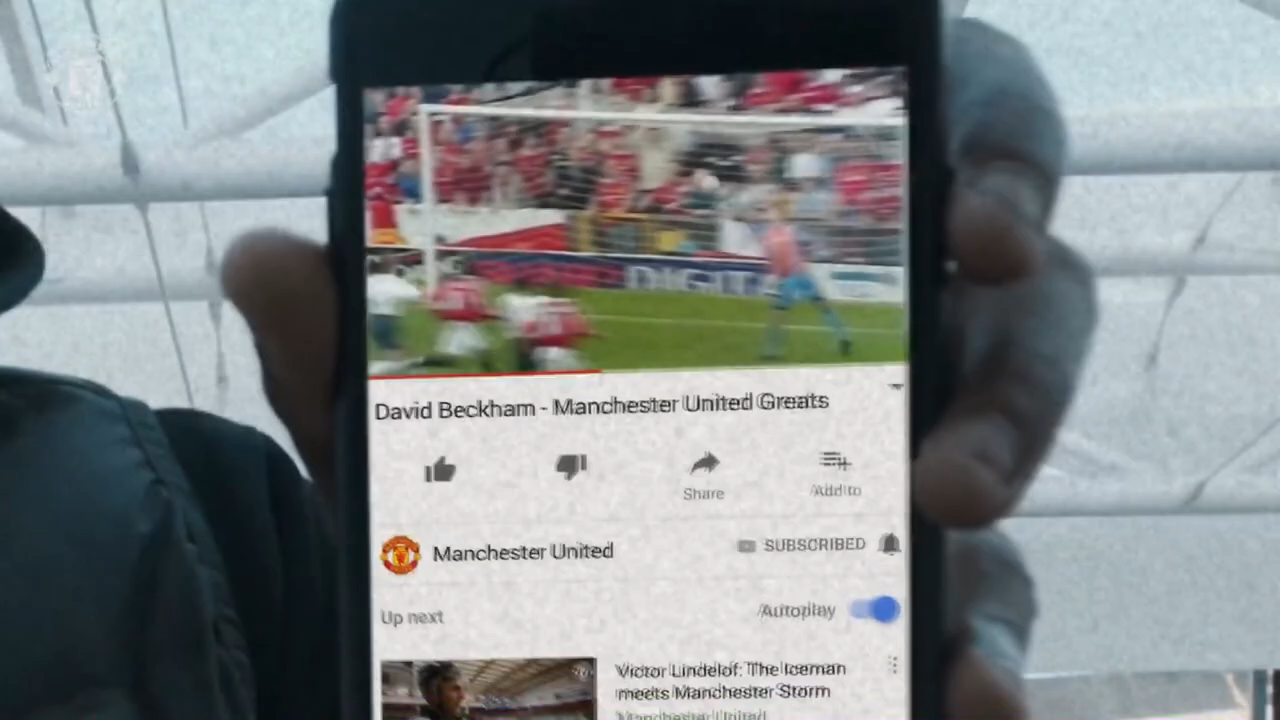 DIGITA
David Beckham - Manchester United Greats
Share
Add to
Manchester United
SUBSCRIBED
Up next
Autoplay
Victor Lindelof: The Iceman
meets Manchester Storm
Manchester United